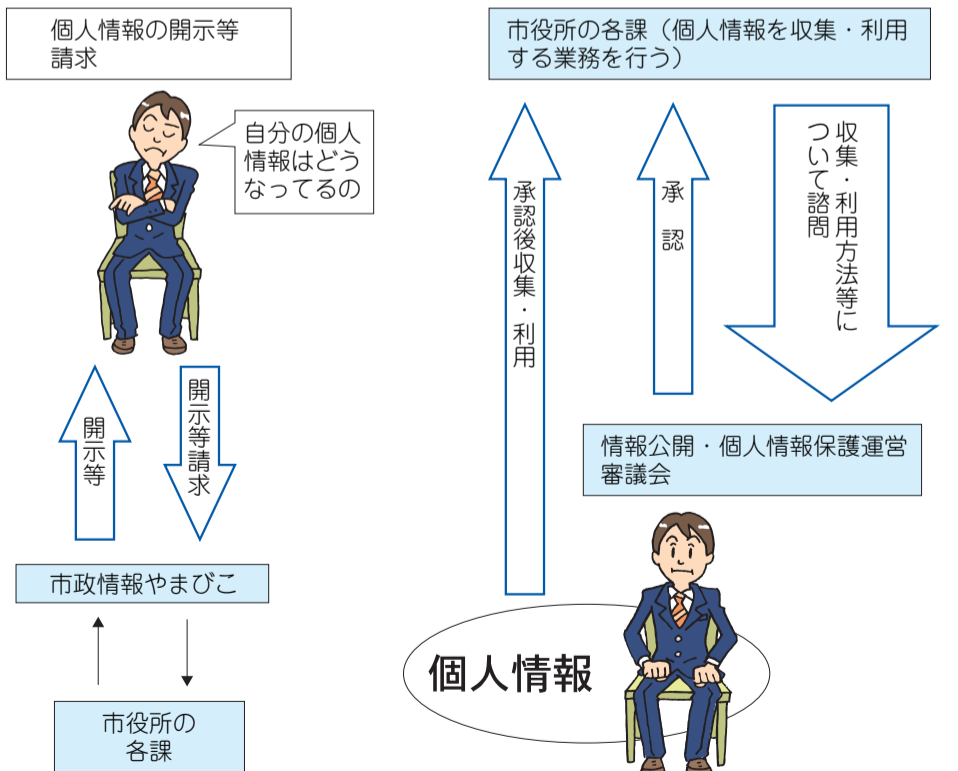 個人情報の開示等
請求
自分の個人
情報はどう
なってるの
開示等
開示等請求
市政情報やまびこ
市役所の
各課
市役所の各課（個人情報を収集・利用
する業務を行う）
承認後収集・利用
承認
収集・利用方法等に
ついて諮問
情報公開・個人情報保護運営
審議会
個人情報